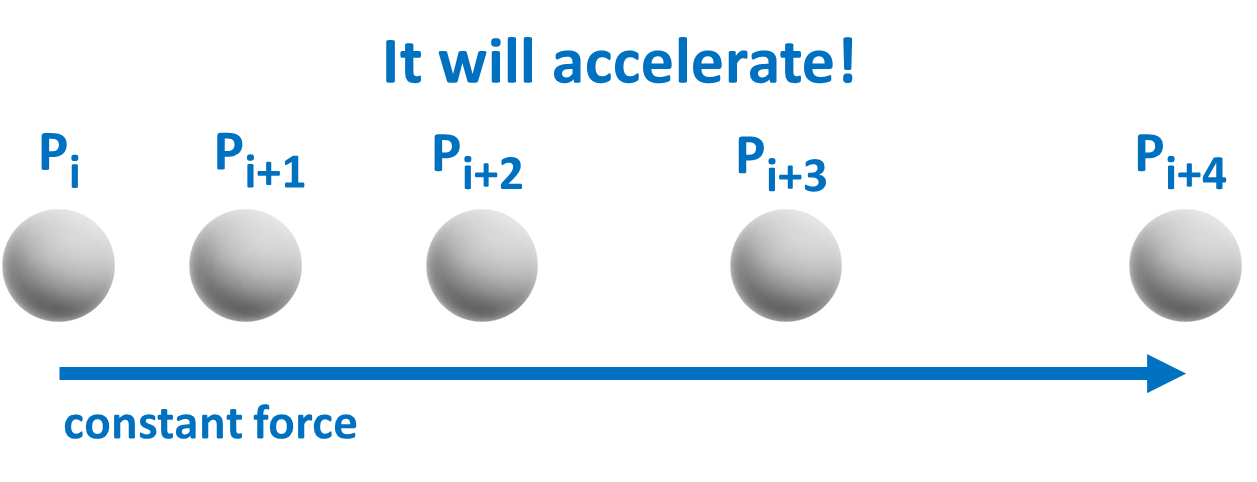 It will accelerate!
Pi Pi+1 Pi+2 Pi+3 Pi+4
constant force